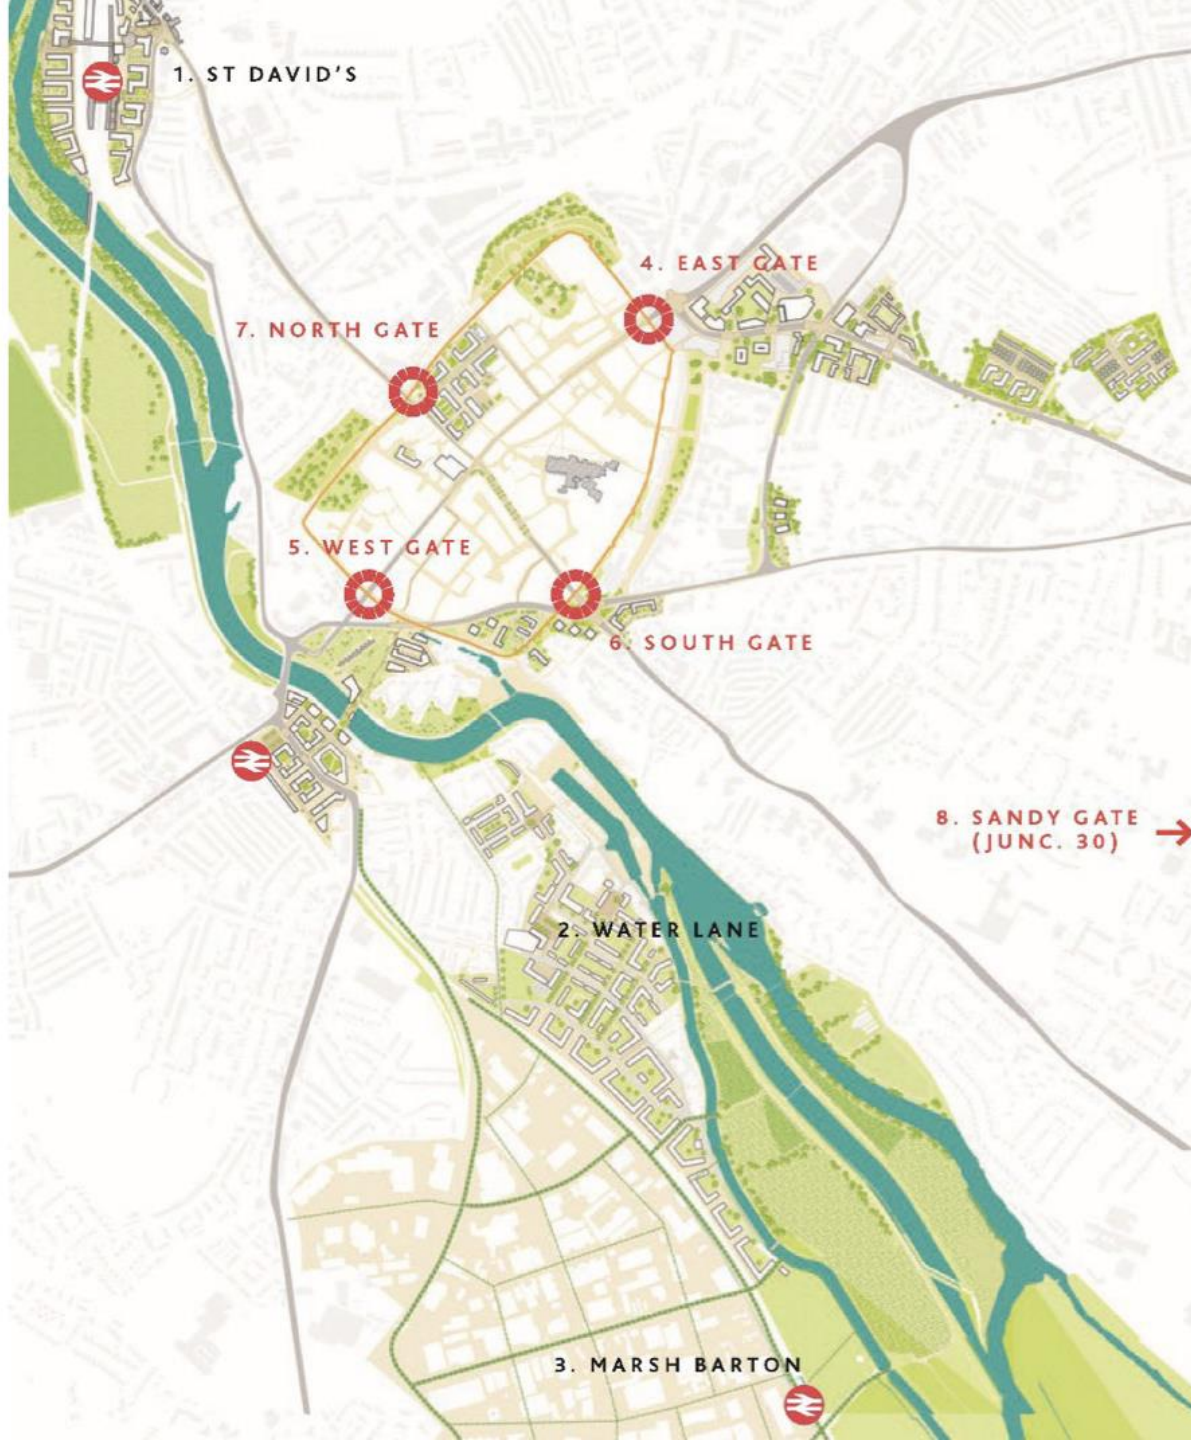 1. ST DAVID'S
4. EAST GATE
7. NORTH GATE
5. WEST GATE
6. SOUTH GATE
8. SANDY GATE
(JUNC. 30)
2. WATER LANE
3. MARSH BARTON